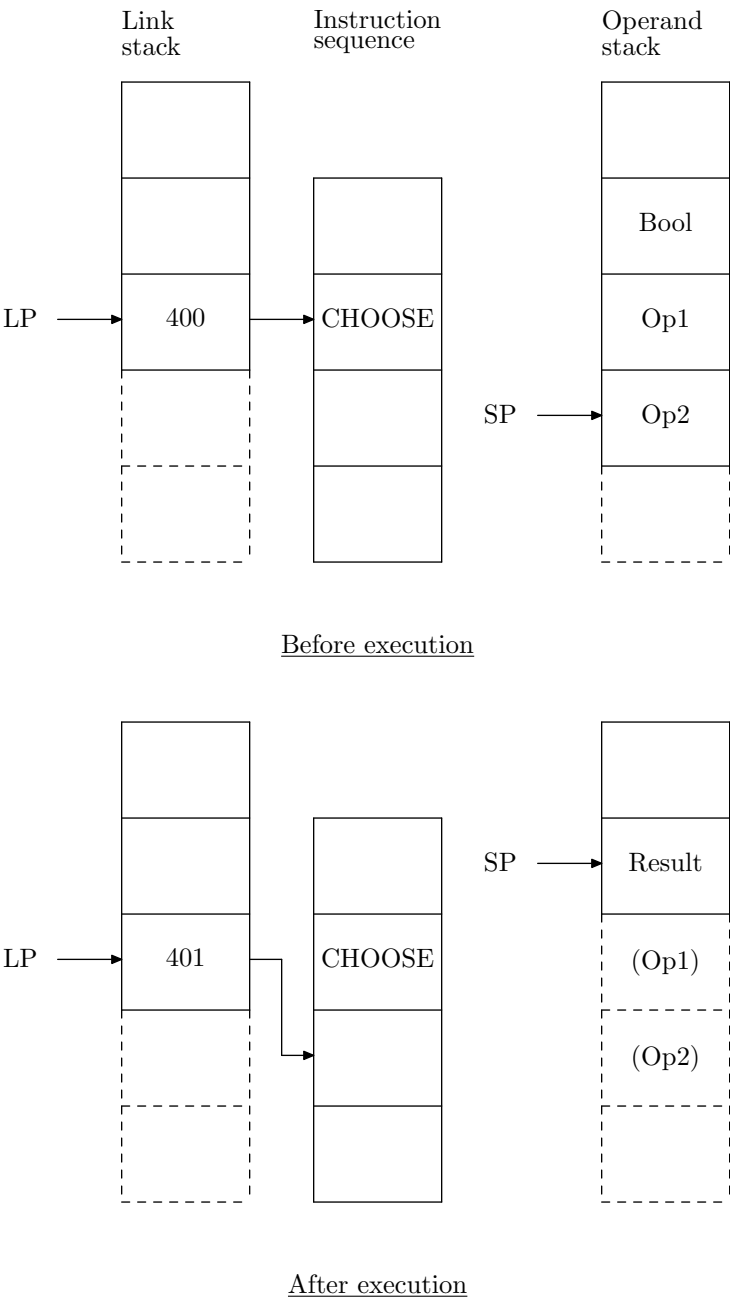 Link
stack
Instruction
sequence
Operand
stack
Bool
LP
400
CHOOSE
Op1
SP
Op2
Before execution
SP
Result
LP
401
CHOOSE
(Op1)
(Op2)
After execution